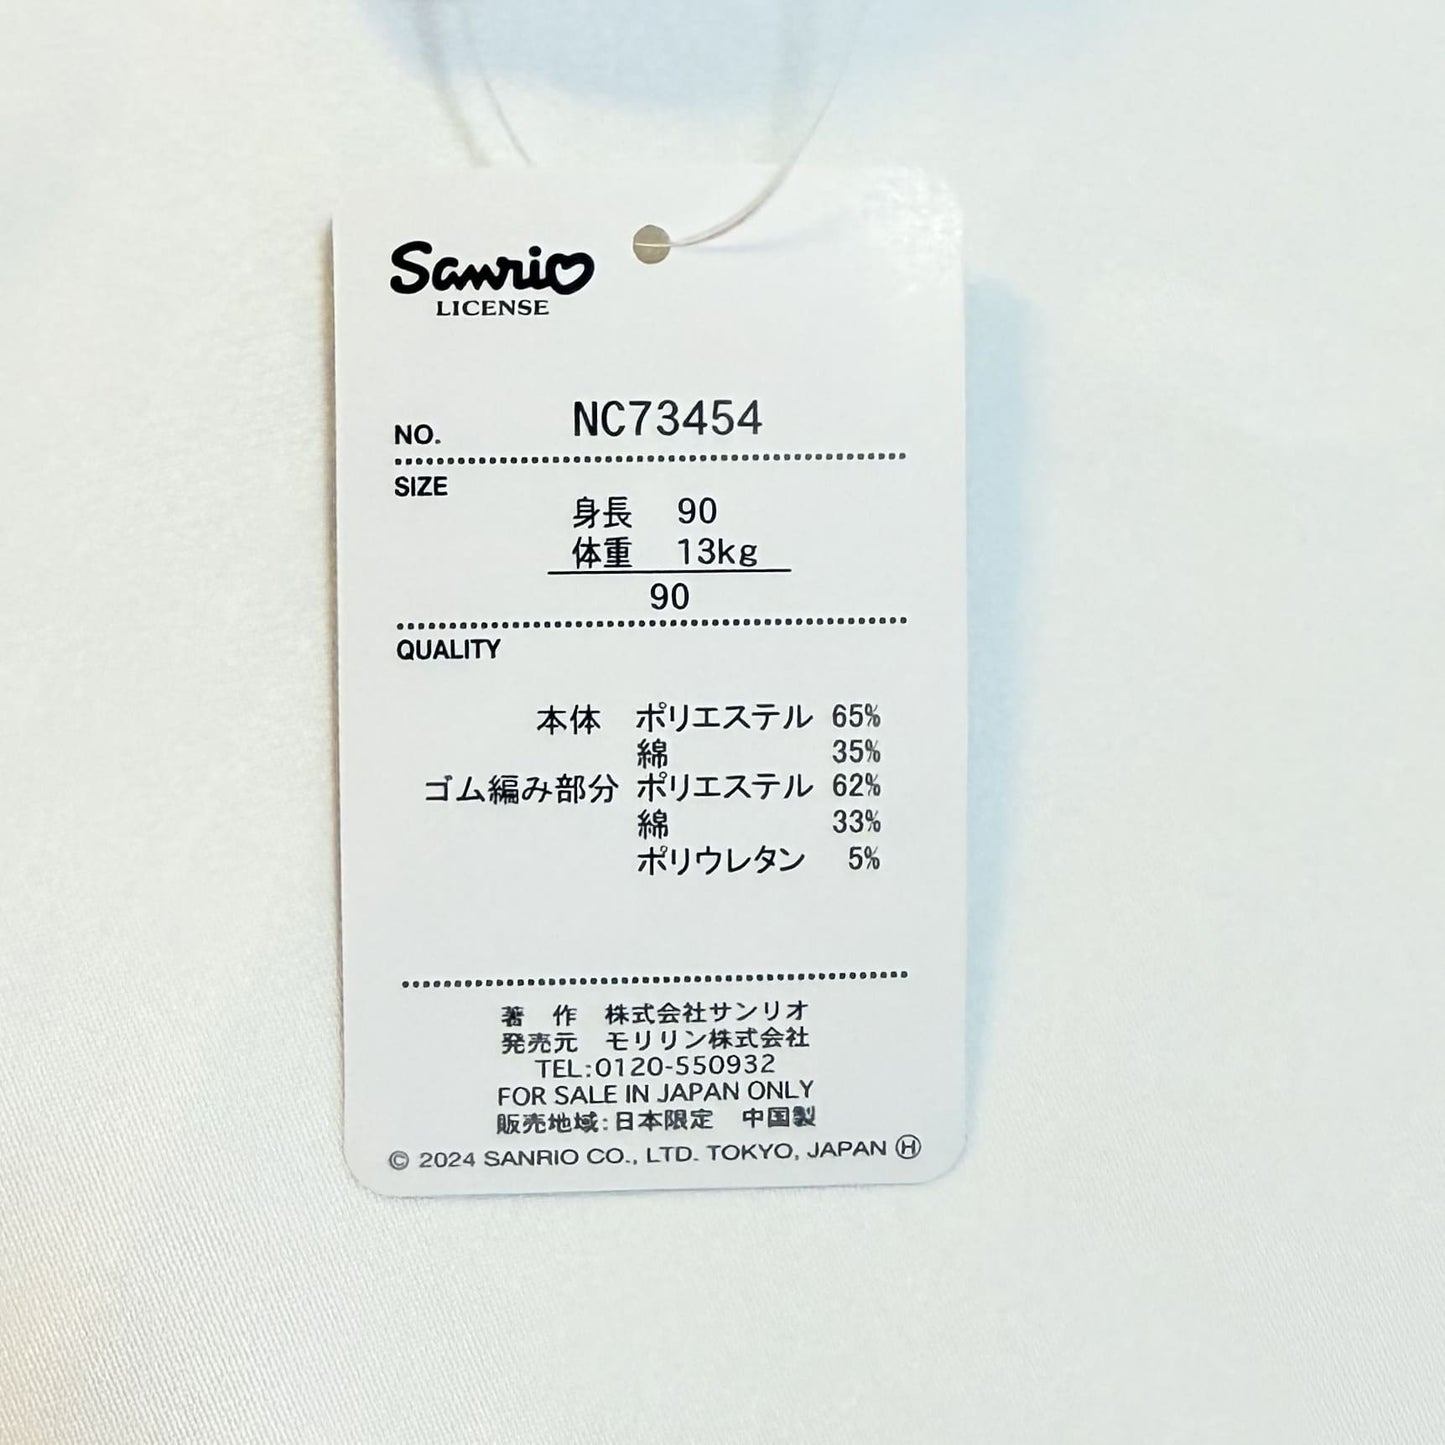 Sanrio
LICENSE
NO. NC73454
SIZE
身長 90
体重 13kg
90
QUALITY
本体 ポリエステル 65%
綿 35%
ゴム編み部分 ポリエステル 62%
綿 33%
ポリウレタン 5%
著 作 株式会社サンリオ
発売元 モリリン株式会社
TEL:0120-550932
FOR SALE IN JAPAN ONLY
販売地域:日本限定 中国製
© 2024 SANRIO CO., LTD. TOKYO, JAPAN Ⓗ